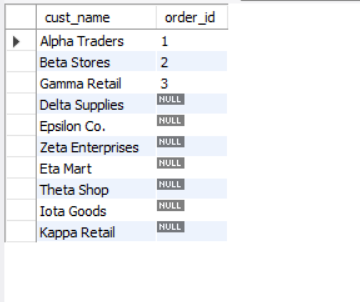 cust_name order_id
Alpha Traders 1
Beta Stores 2
Gamma Retail 3
Delta Supplies NULL
Epsilon Co. NULL
Zeta Enterprises NULL
Eta Mart NULL
Theta Shop NULL
Iota Goods NULL
Kappa Retail NULL